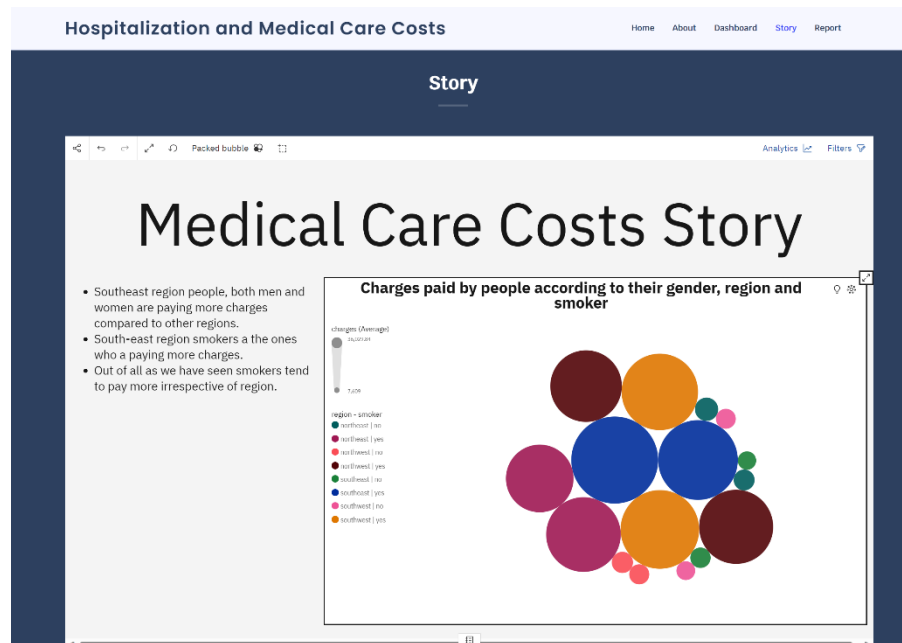 Hospitalization and Medical Care Costs
Home About Dashboard Story Report
Story
Packed bubble
Analytics
Filters
Medical Care Costs Story
Southeast region people, both men and
women are paying more charges
compared to other regions.
South-east region smokers a the ones
who a paying more charges.
Out of all as we have seen smokers tend
to pay more irrespective of region.
Charges paid by people according to their gender, region and
smoker
charges (Average)
7,609
region - smoker
northeast | no
northeast | yes
northwest | no
northwest | yes
southeast | no
southeast | yes
southwest | no
southwest | yes